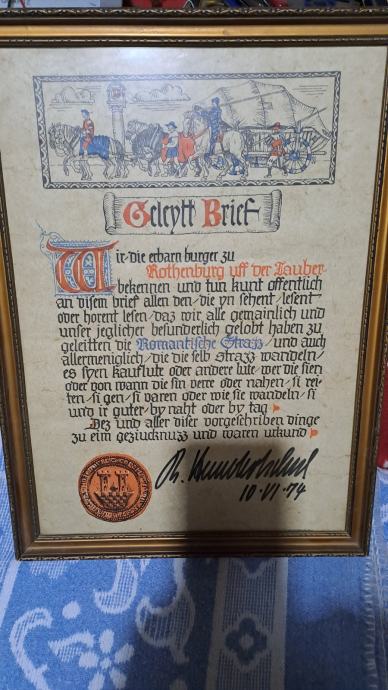 Geleytt Brief
Wir die erbarn burger zu
Rothenburg uff der Tauber
bekennen und tun kunt offentlich
an disem brief allen den / die yn sehent / lesent
oder horent lesen / daz wir alle gemainlich und
unser jeglicher besunderlich gelobt haben zu
geleitten die Romantische Strazz / und auch
allermeniglich / die die selb strazz wandeln /
es syen kauflute oder andere lute / wer die sien
oder von wann die sin verre oder nahen / si rei-
ten / si gen / si varen oder wie sie wandeln / si
und ir guter / by naht oder by tag
Dez und aller diser vorgeschriben dinge
zu eim geziucknuzz und waren urkund
10·VI·74